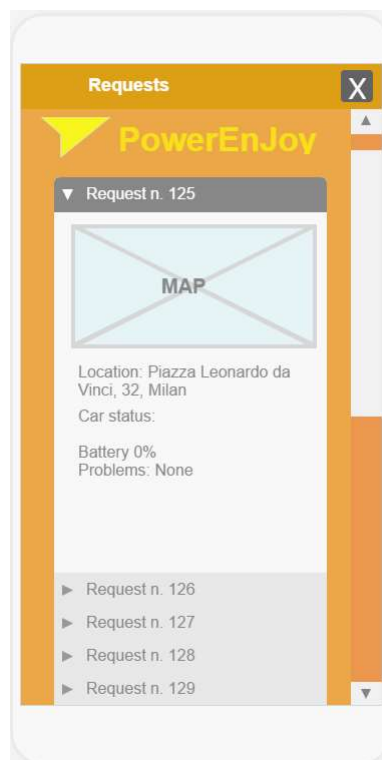 Requests
X
PowerEnJoy
Request n. 125
MAP
Location: Piazza Leonardo da
Vinci, 32, Milan
Car status:
Battery 0%
Problems: None
Request n. 126
Request n. 127
Request n. 128
Request n. 129